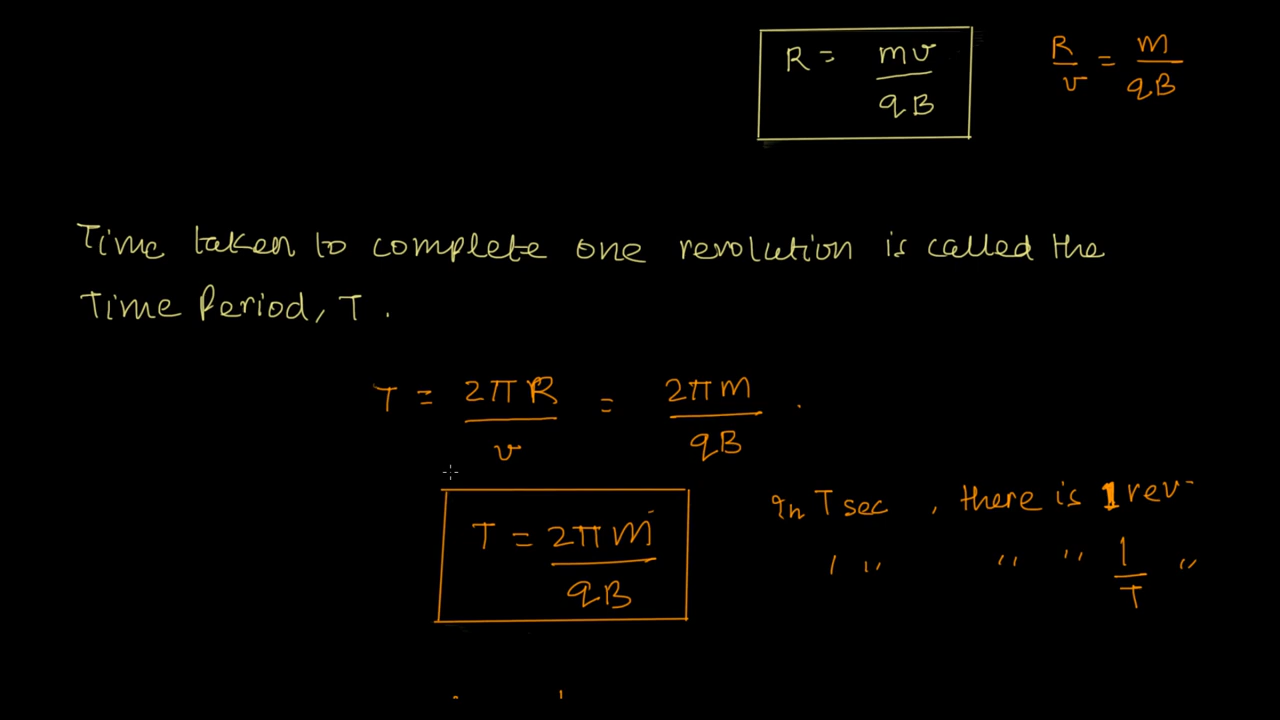 R = mv/qB
R/v = m/qB
Time taken to complete one revolution is called the
Time Period, T.
T = 2πR/v = 2πm/qB .
T = 2πm/qB
In T sec , there is 1 rev-
1 " " " 1/T "